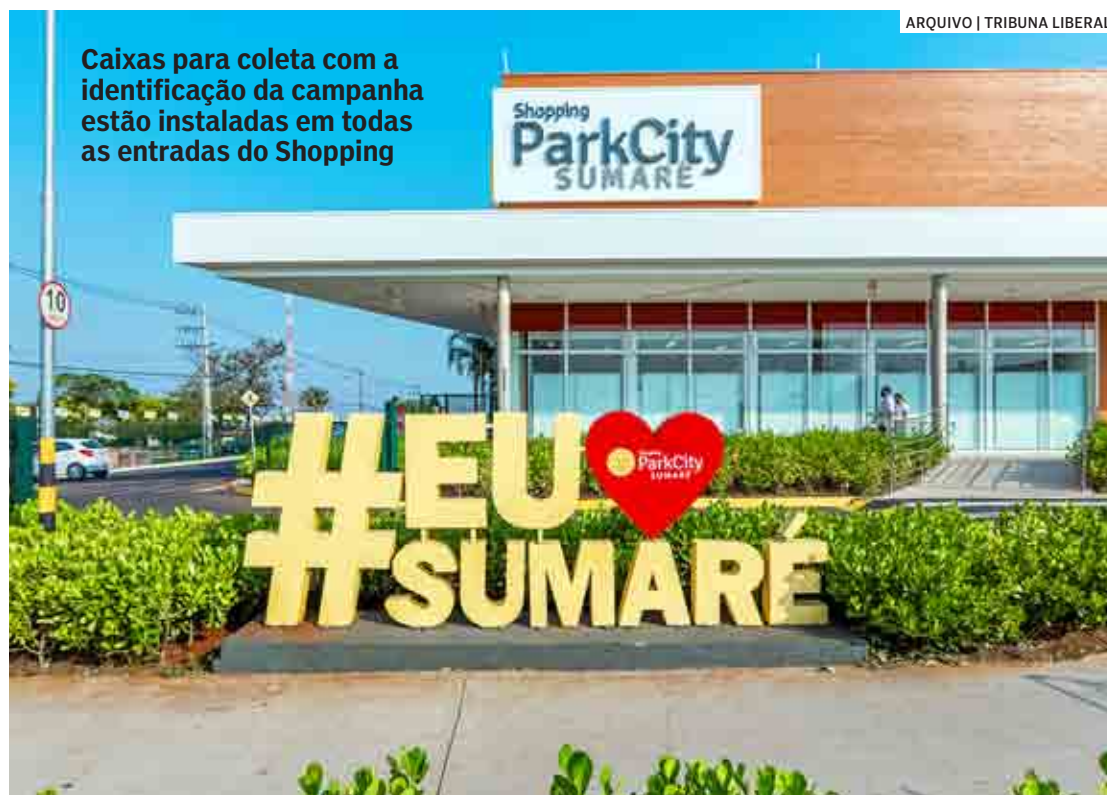 ARQUIVO | TRIBUNA LIBERAL
Caixas para coleta com a
identificação da campanha
estão instaladas em todas
as entradas do Shopping
Shopping
ParkCity
SUMARÉ
10
#EU
ParkCity
SUMARÉ
#SUMARÉ